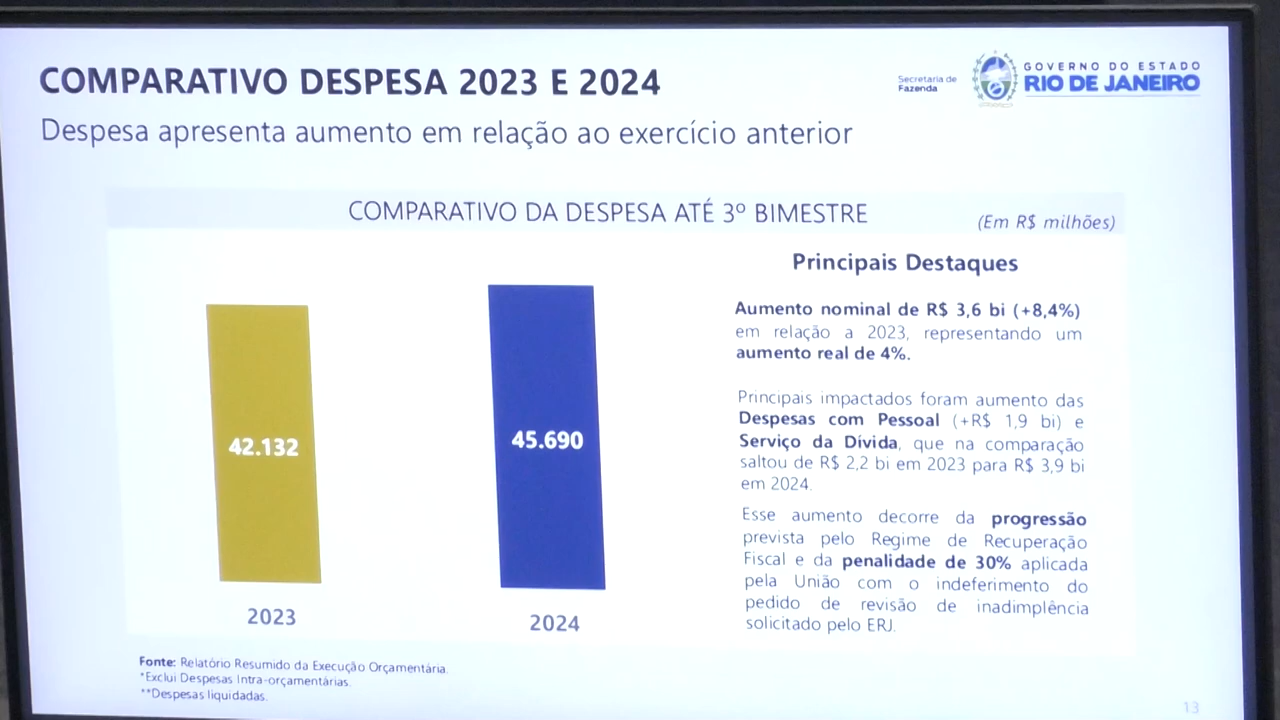 COMPARATIVO DESPESA 2023 E 2024
Despesa apresenta aumento em relação ao exercício anterior
Secretaria de
Fazenda
GOVERNO DO ESTADO
RIO DE JANEIRO
COMPARATIVO DA DESPESA ATÉ 3º BIMESTRE
(Em R$ milhões)
42.132
2023
45.690
2024
Principais Destaques
Aumento nominal de R$ 3,6 bi (+8,4%)
em relação a 2023, representando um
aumento real de 4%.
Principais impactados foram aumento das
Despesas com Pessoal (+R$ 1,9 bi) e
Serviço da Dívida, que na comparação
saltou de R$ 2,2 bi em 2023 para R$ 3,9 bi
em 2024.
Esse aumento decorre da progressão
prevista pelo Regime de Recuperação
Fiscal e da penalidade de 30% aplicada
pela União com o indeferimento do
pedido de revisão de inadimplência
solicitado pelo ERJ.
Fonte: Relatório Resumido da Execução Orçamentária.
*Exclui Despesas Intra-orçamentárias.
**Despesas liquidadas.
13